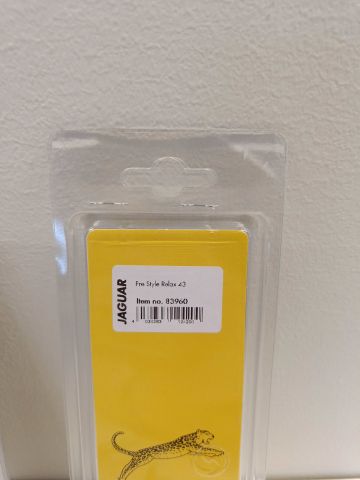 JAGUAR
Pre Style Relax 43
Item no. 83960